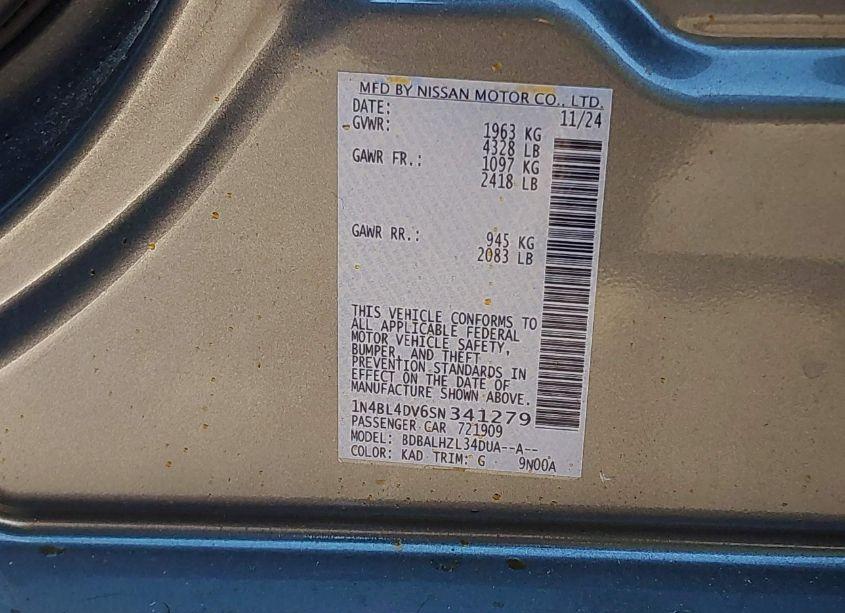 MFD BY NISSAN MOTOR CO., LTD.
DATE: 11/24
GVWR: 1963 KG
4328 LB
GAWR FR.: 1097 KG
2418 LB
GAWR RR.: 945 KG
2083 LB
THIS VEHICLE CONFORMS TO
ALL APPLICABLE FEDERAL
MOTOR VEHICLE SAFETY,
BUMPER, AND THEFT
PREVENTION STANDARDS IN
EFFECT ON THE DATE OF
MANUFACTURE SHOWN ABOVE.
1N4BL4DV6SN341279
PASSENGER CAR 721909
MODEL: BDBALHZL34DUA--A--
COLOR: KAD TRIM: G 9N00A